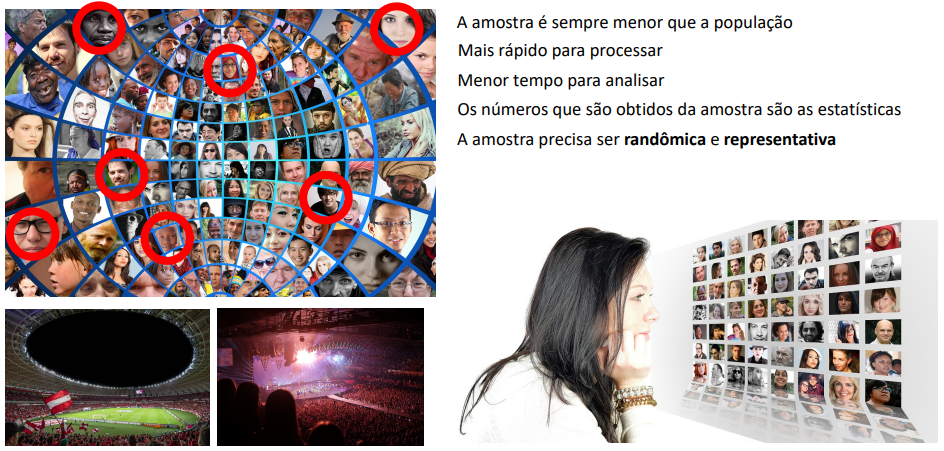 A amostra é sempre menor que a população
Mais rápido para processar
Menor tempo para analisar
Os números que são obtidos da amostra são as estatísticas
A amostra precisa ser randômica e representativa